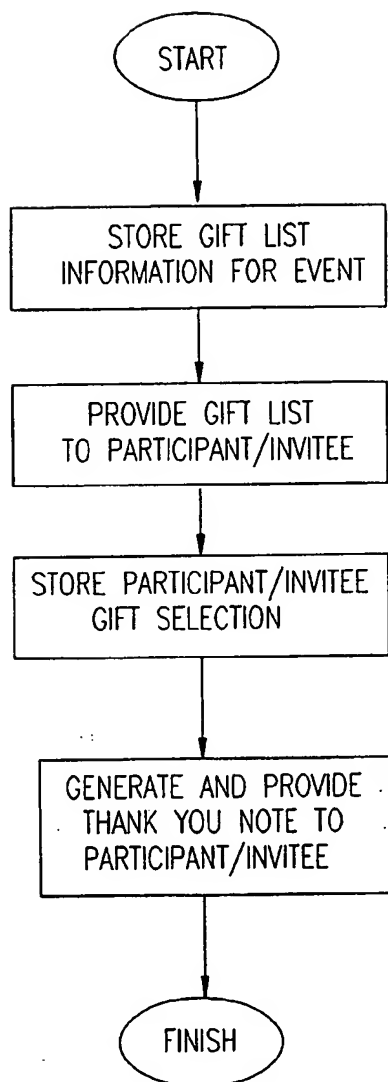 START
STORE GIFT LIST
INFORMATION FOR EVENT
PROVIDE GIFT LIST
TO PARTICIPANT/INVITEE
STORE PARTICIPANT/INVITEE
GIFT SELECTION
GENERATE AND PROVIDE
THANK YOU NOTE TO
PARTICIPANT/INVITEE
FINISH